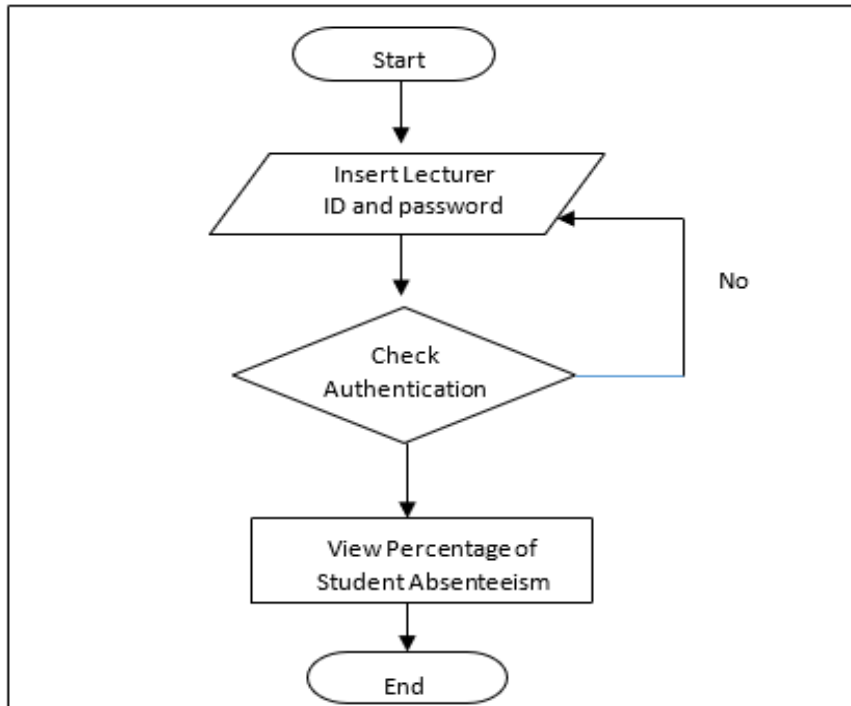 Start
Insert Lecturer
ID and password
No
Check
Authentication
View Percentage of
Student Absenteeism
End